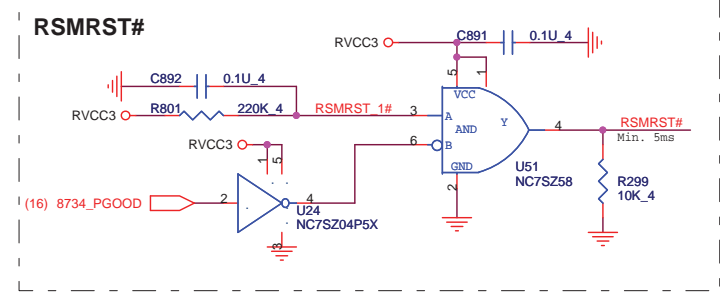 RSMRST#
RVCC3
C891
0.1U_4
C892
0.1U_4
5
1
VCC
RVCC3
R801
220K_4
RSMRST_1#
3
A
Y
4
RSMRST#
AND
Min. 5ms
RVCC3
6
B
1
5
GND
U51
NC7SZ58
2
R299
10K_4
(16)
8734_PGOOD
2
4
U24
NC7SZ04P5X
3